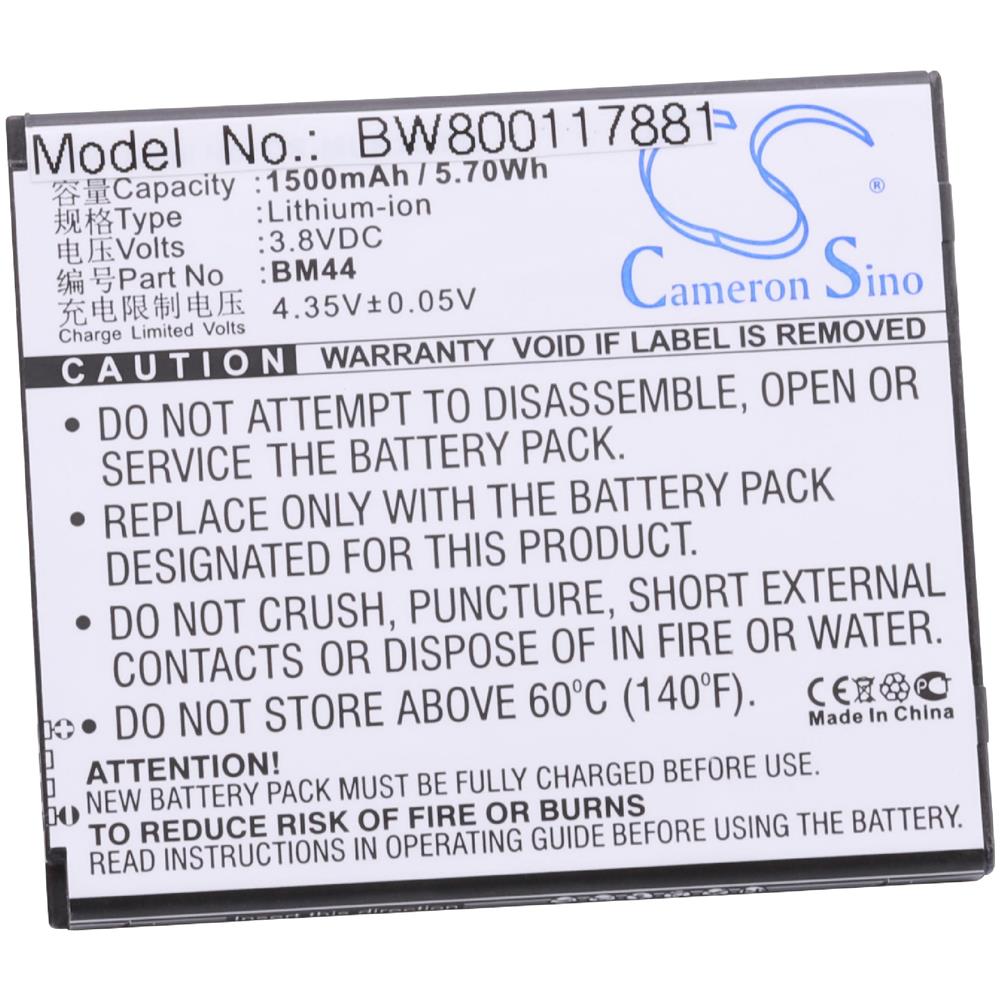 Model No.: BW800117881
容量Capacity :1500mAh / 5.70Wh
规格Type :Lithium-ion
电压Volts :3.8VDC
编号Part No :BM44
充电限制电压 4.35V±0.05V
Charge Limited Volts
CS
®
Cameron Sino
CAUTION WARRANTY VOID IF LABEL IS REMOVED
• DO NOT ATTEMPT TO DISASSEMBLE, OPEN OR
SERVICE THE BATTERY PACK.
• REPLACE ONLY WITH THE BATTERY PACK
DESIGNATED FOR THIS PRODUCT.
• DO NOT CRUSH, PUNCTURE, SHORT EXTERNAL
CONTACTS OR DISPOSE OF IN FIRE OR WATER.
• DO NOT STORE ABOVE 60°C (140°F).
CE
Made In China
ATTENTION!
NEW BATTERY PACK MUST BE FULLY CHARGED BEFORE USE.
TO REDUCE RISK OF FIRE OR BURNS
READ INSTRUCTIONS IN OPERATING GUIDE BEFORE USING THE BATTERY.
Insert this direction